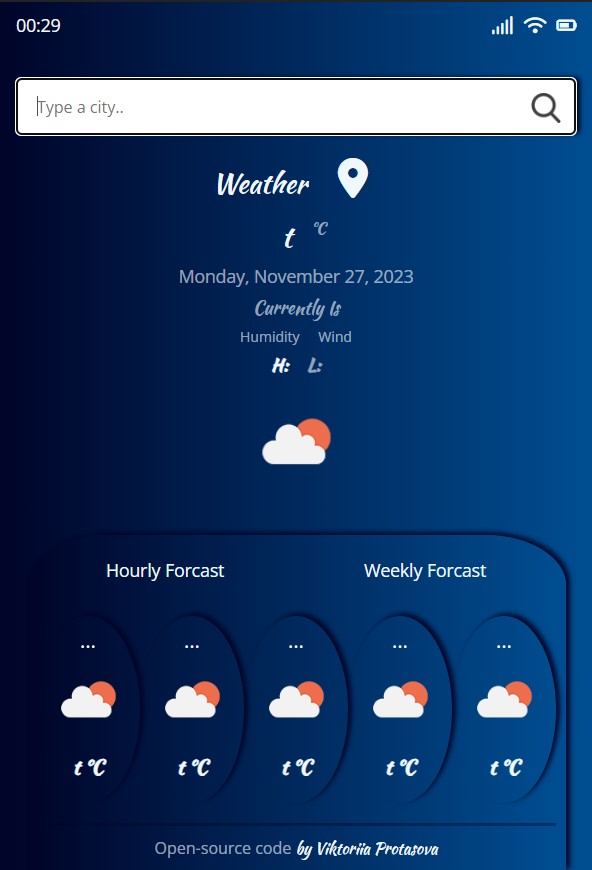 00:29
Type a city..
Weather
t °C
Monday, November 27, 2023
Currently Is
Humidity Wind
H: L:
Hourly Forcast Weekly Forcast
... ... ... ... ...
t °C t °C t °C t °C t °C
Open-source code by Viktoriia Protasova